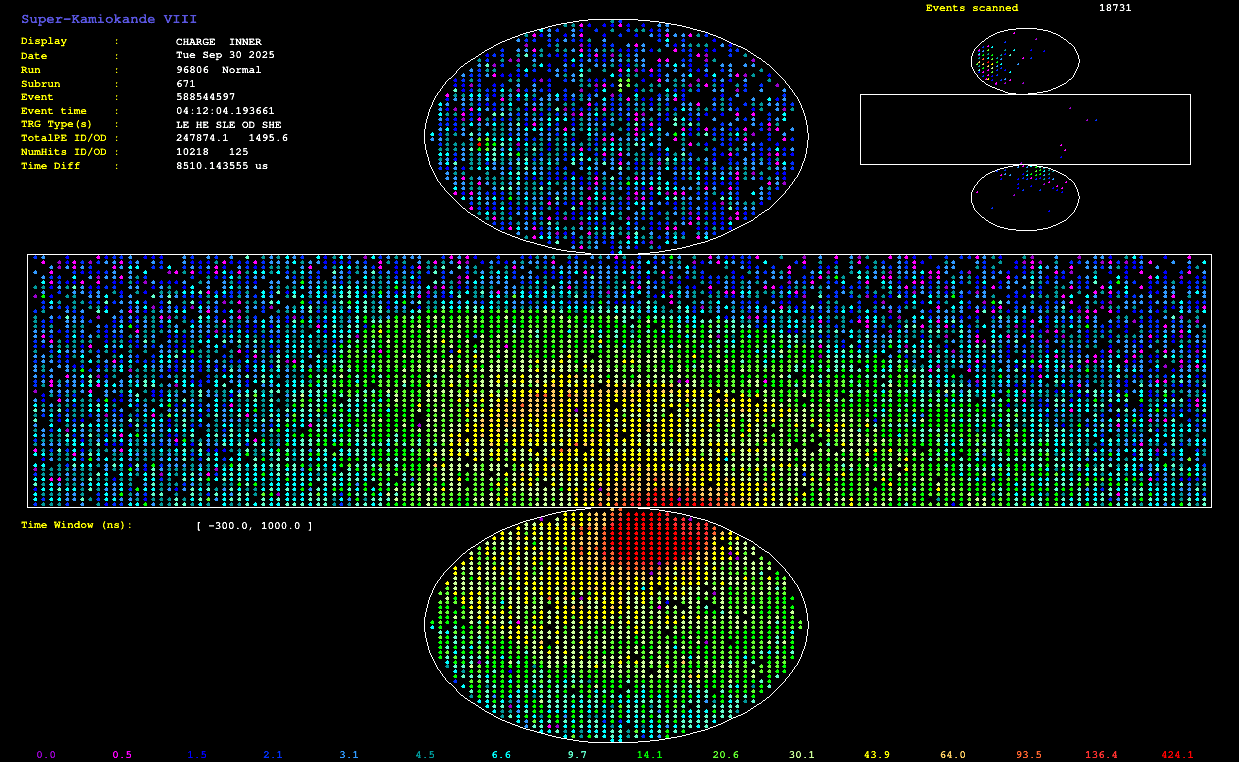 Super-Kamiokande VIII
Display : CHARGE INNER
Date : Tue Sep 30 2025
Run : 96806 Normal
Subrun : 671
Event : 588544597
Event time : 04:12:04.193661
TRG Type(s) : LE HE SLE OD SHE
TotalPE ID/OD : 247874.1 1495.6
NumHits ID/OD : 10218 125
Time Diff : 8510.143555 us
Events scanned 18731
Time Window (ns): [ -300.0, 1000.0 ]
0.0 0.5 1.5 2.1 3.1 4.5 6.6 9.7 14.1 20.6 30.1 43.9 64.0 93.5 136.4 424.1